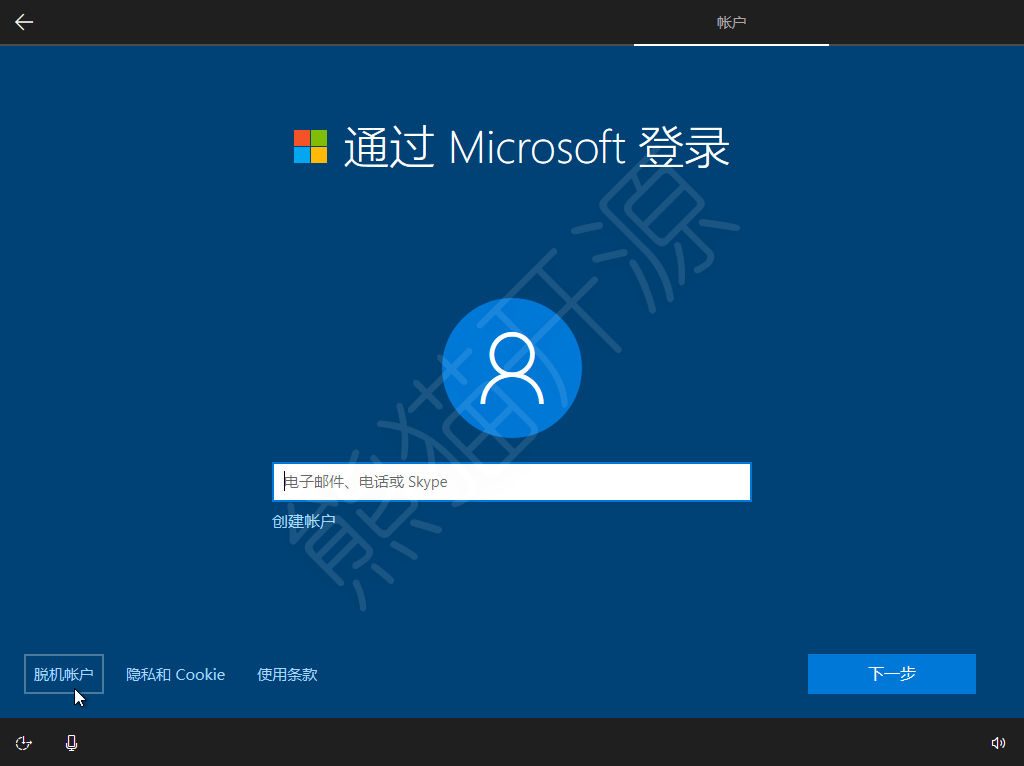 帐户
通过 Microsoft 登录
熊猫开源
电子邮件、电话或 Skype
创建帐户
脱机帐户
隐私和 Cookie
使用条款
下一步